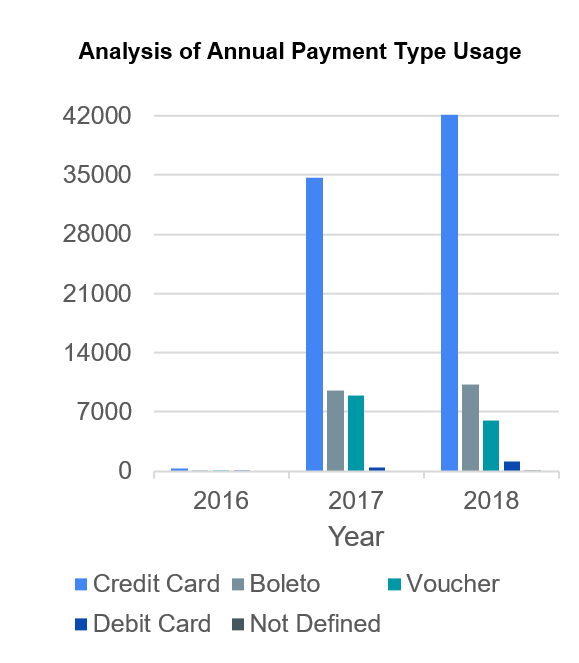 Analysis of Annual Payment Type Usage
42000
35000
28000
21000
14000
7000
0
2016 2017 2018
Year
Credit Card Boleto Voucher
Debit Card Not Defined